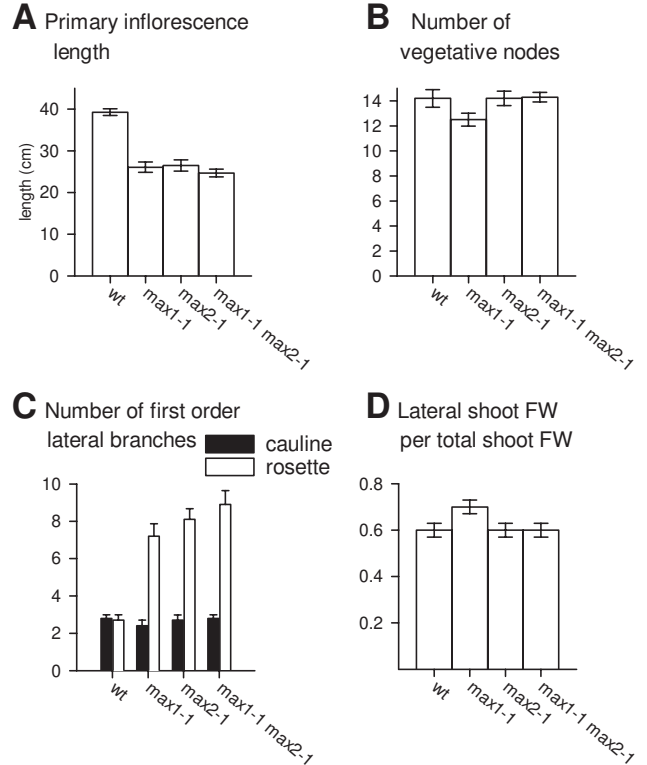 A Primary inflorescence
length
length (cm)
40
30
20
10
0
wt
max1-1
max2-1
max1-1 max2-1
B Number of
vegetative nodes
14
12
10
8
6
4
2
0
wt
max1-1
max2-1
max1-1 max2-1
C Number of first order
lateral branches
cauline
rosette
10
8
6
4
2
0
wt
max1-1
max2-1
max1-1 max2-1
D Lateral shoot FW
per total shoot FW
0.8
0.6
0.4
0.2
wt
max1-1
max2-1
max1-1 max2-1